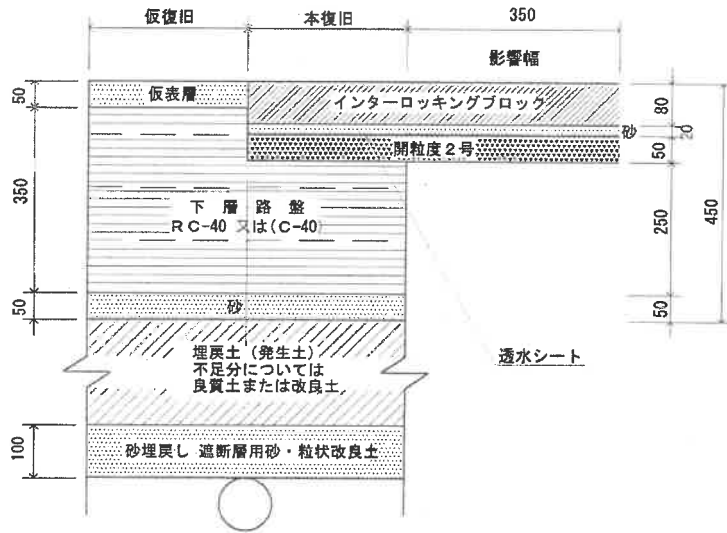 仮復旧
本復旧
350
影響幅
50
仮表層
インターロッキングブロック
80
砂
20
開粒度2号
50
350
下層路盤
RC-40 又は(C-40)
250
450
50
砂
50
埋戻土(発生土)
不足分については
良質土または改良土
透水シート
100
砂埋戻し 遮断層用砂・粒状改良土